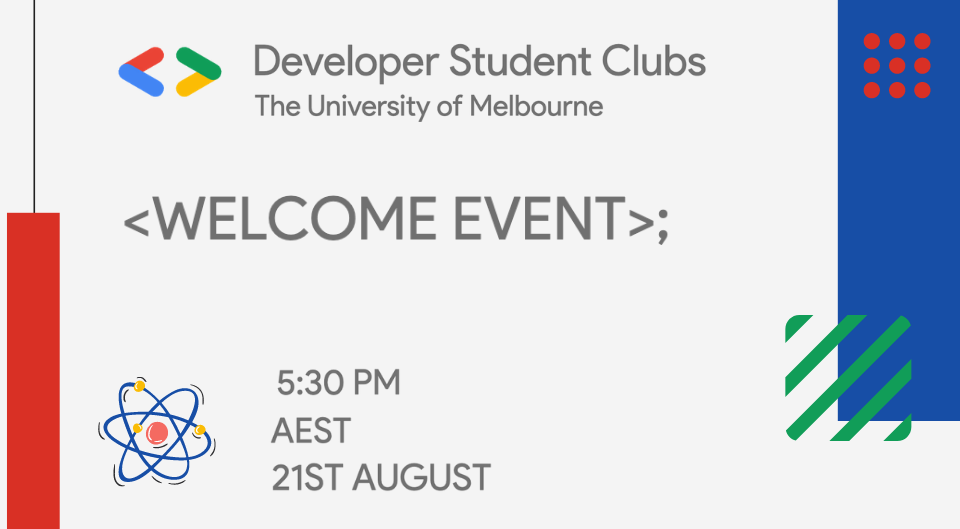 Developer Student Clubs
The University of Melbourne
<WELCOME EVENT>;
5:30 PM
AEST
21ST AUGUST